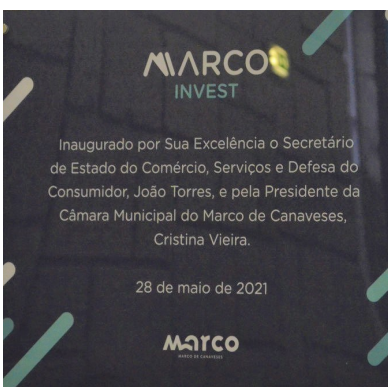 MARCO
INVEST
Inaugurado por Sua Excelência o Secretário
de Estado do Comércio, Serviços e Defesa do
Consumidor, João Torres, e pela Presidente da
Câmara Municipal do Marco de Canaveses,
Cristina Vieira.
28 de maio de 2021
Marco
MARCO DE CANAVESES